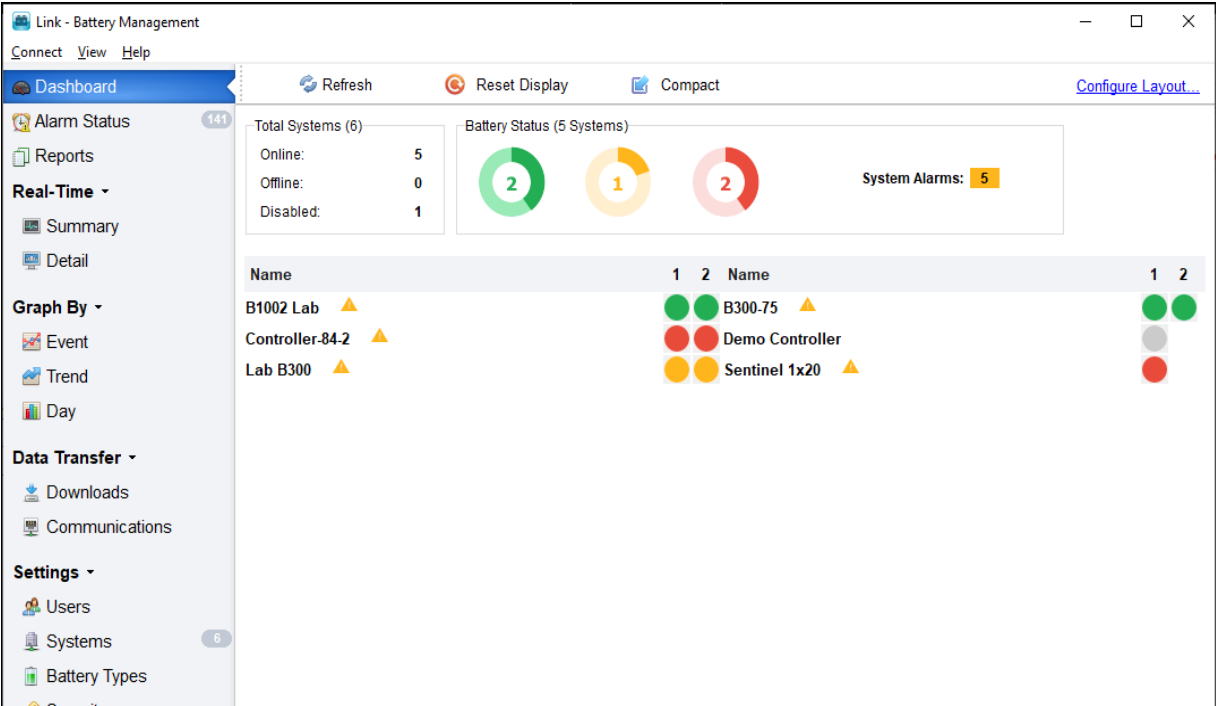 Link - Battery Management
Connect View Help
Dashboard
Alarm Status 141
Reports
Real-Time
Summary
Detail
Graph By
Event
Trend
Day
Data Transfer
Downloads
Communications
Settings
Users
Systems 6
Battery Types
Refresh Reset Display Compact Configure Layout...
Total Systems (6)
Online: 5
Offline: 0
Disabled: 1
Battery Status (5 Systems)
2 1 2 System Alarms: 5
Name 1 2 Name 1 2
B1002 Lab B300-75
Controller-84-2 Demo Controller
Lab B300 Sentinel 1x20